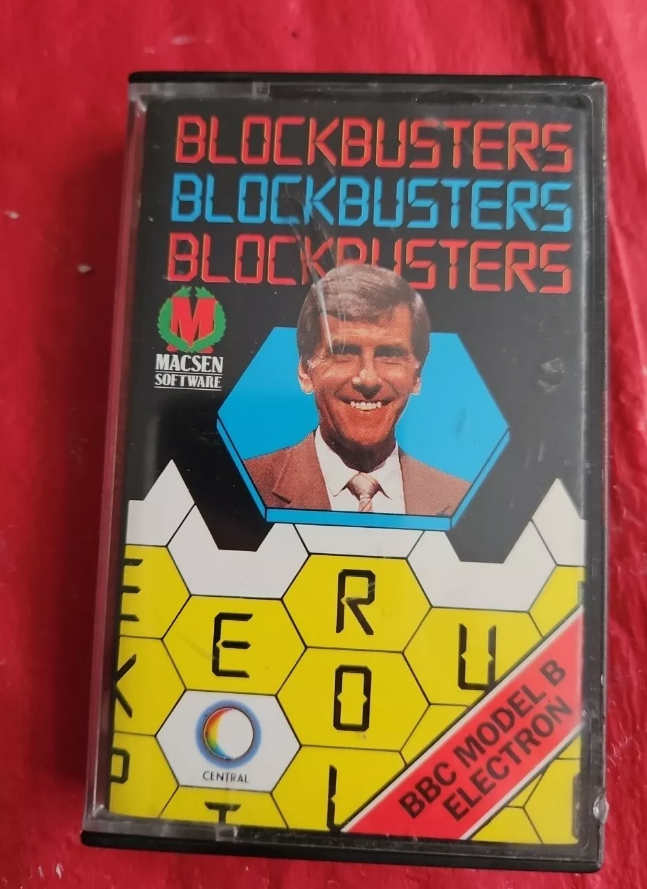 BLOCKBUSTERS
BLOCKBUSTERS
BLOCKBUSTERS
M
MACSEN
SOFTWARE
E
R
E
U
X
O
P
CENTRAL
T
I
BBC MODEL B
ELECTRON